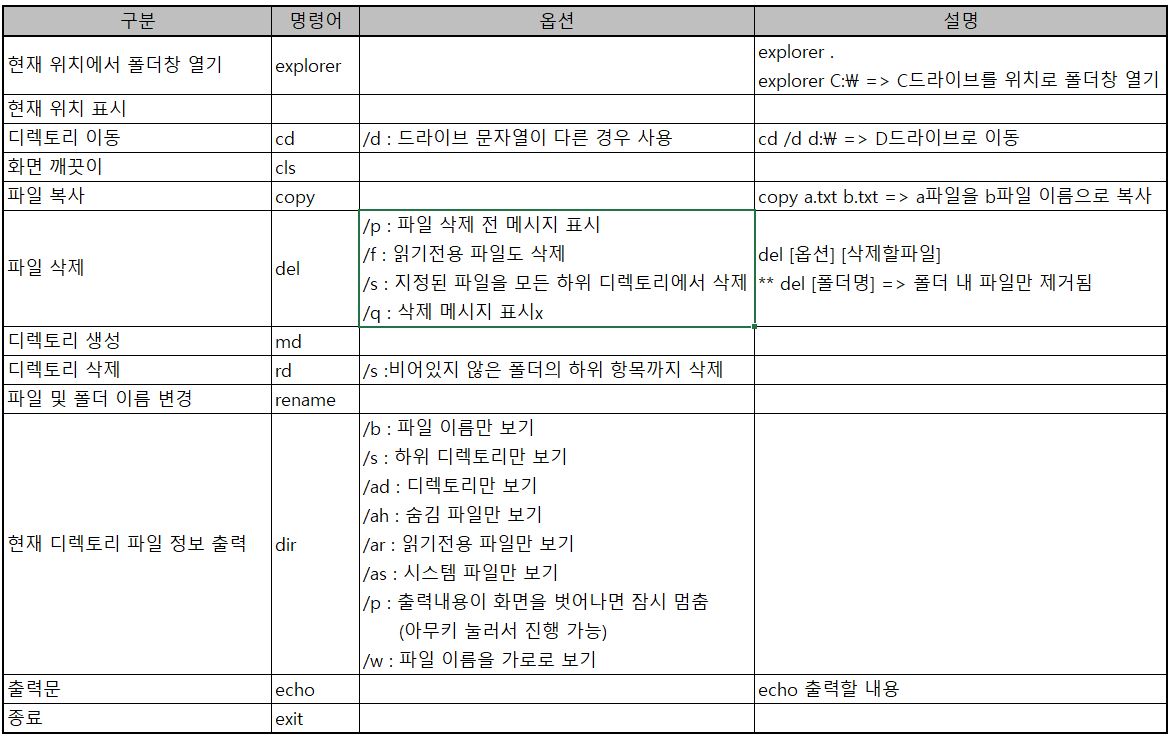 구분 명령어 옵션 설명
현재 위치에서 폴더창 열기 explorer explorer .
explorer C:₩ => C드라이브를 위치로 폴더창 열기
현재 위치 표시
디렉토리 이동 cd /d : 드라이브 문자열이 다른 경우 사용 cd /d d:₩ => D드라이브로 이동
화면 깨끗이 cls
파일 복사 copy copy a.txt b.txt => a파일을 b파일 이름으로 복사
파일 삭제 del
/p : 파일 삭제 전 메시지 표시
/f : 읽기전용 파일도 삭제
/s : 지정된 파일을 모든 하위 디렉토리에서 삭제
/q : 삭제 메시지 표시x
del [옵션] [삭제할파일]
** del [폴더명] => 폴더 내 파일만 제거됨
디렉토리 생성 md
디렉토리 삭제 rd /s :비어있지 않은 폴더의 하위 항목까지 삭제
파일 및 폴더 이름 변경 rename
현재 디렉토리 파일 정보 출력 dir
/b : 파일 이름만 보기
/s : 하위 디렉토리만 보기
/ad : 디렉토리만 보기
/ah : 숨김 파일만 보기
/ar : 읽기전용 파일만 보기
/as : 시스템 파일만 보기
/p : 출력내용이 화면을 벗어나면 잠시 멈춤
(아무키 눌러서 진행 가능)
/w : 파일 이름을 가로로 보기
출력문 echo echo 출력할 내용
종료 exit